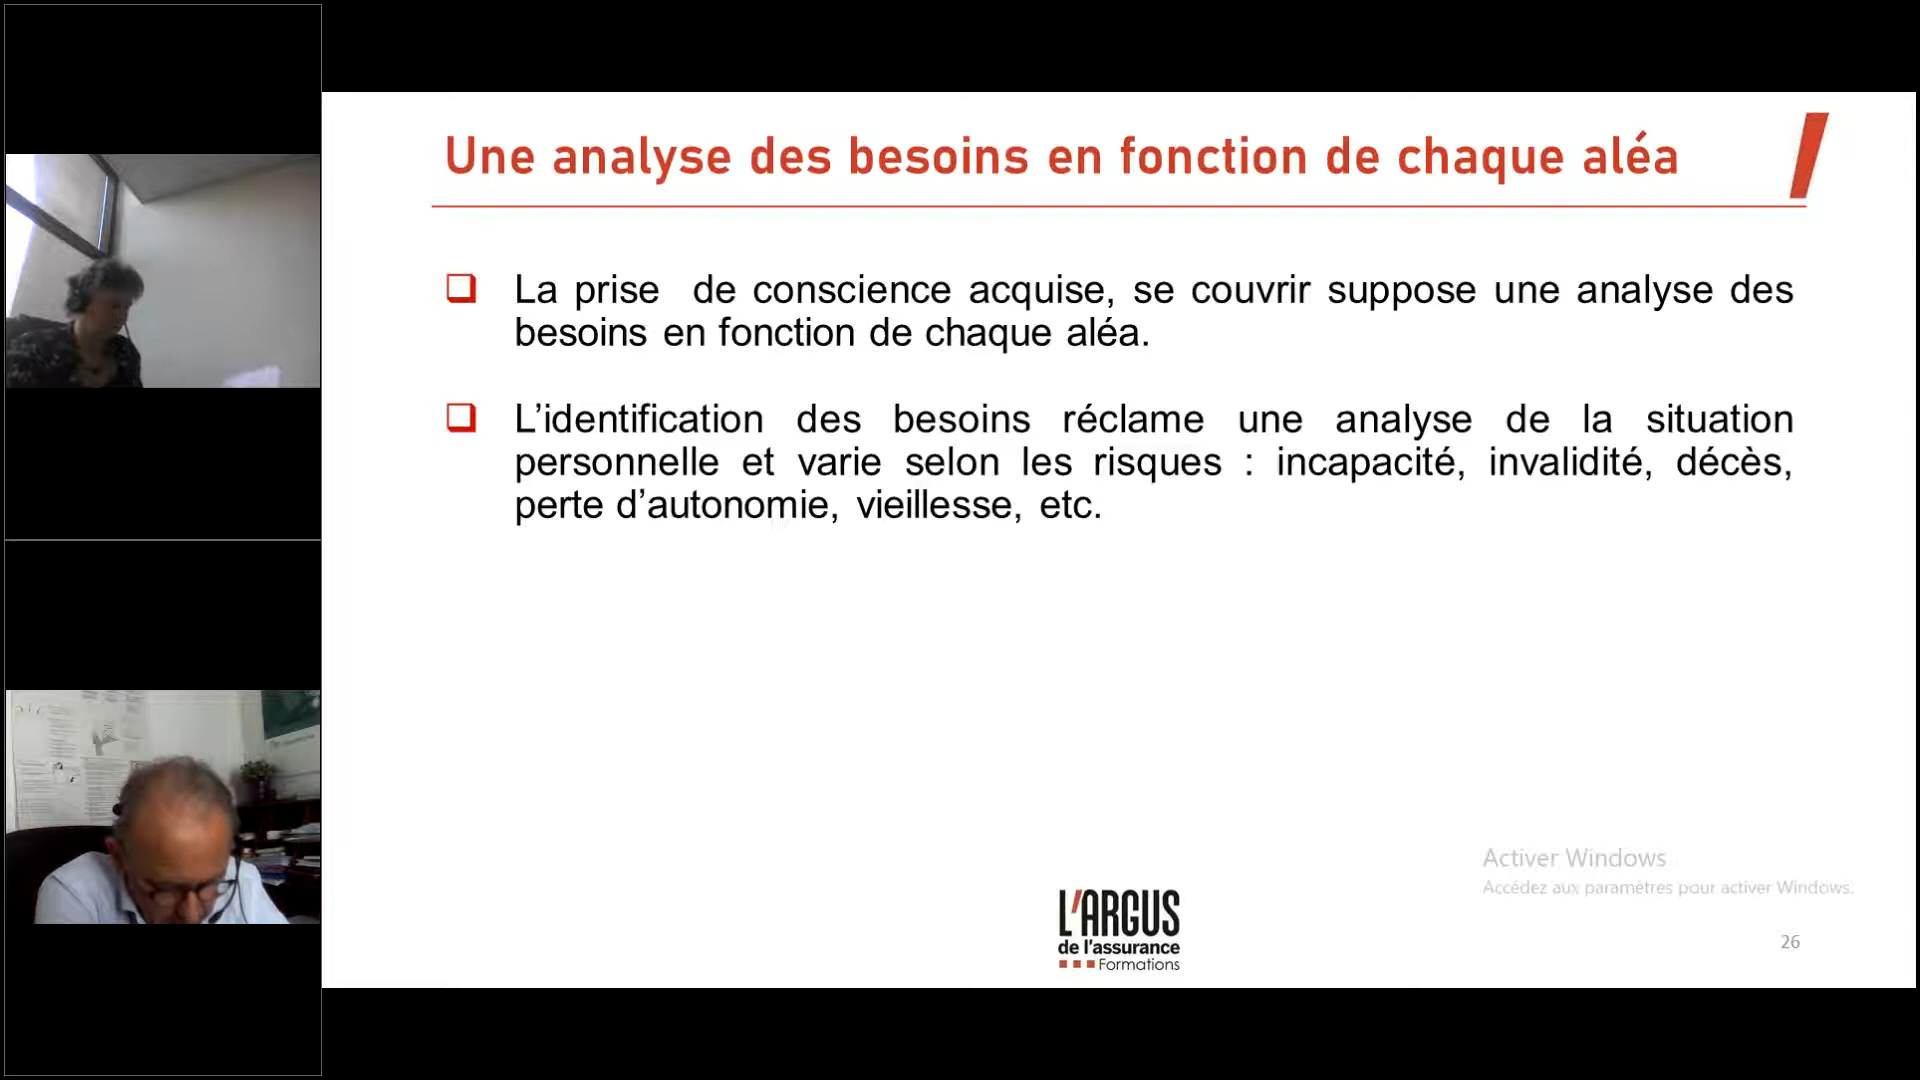 Une analyse des besoins en fonction de chaque aléa
La prise de conscience acquise, se couvrir suppose une analyse des
besoins en fonction de chaque aléa.
L’identification des besoins réclame une analyse de la situation
personnelle et varie selon les risques : incapacité, invalidité, décès,
perte d’autonomie, vieillesse, etc.
Activer Windows
Accédez aux paramètres pour activer Windows.
L'ARGUS
de l'assurance
Formations
26